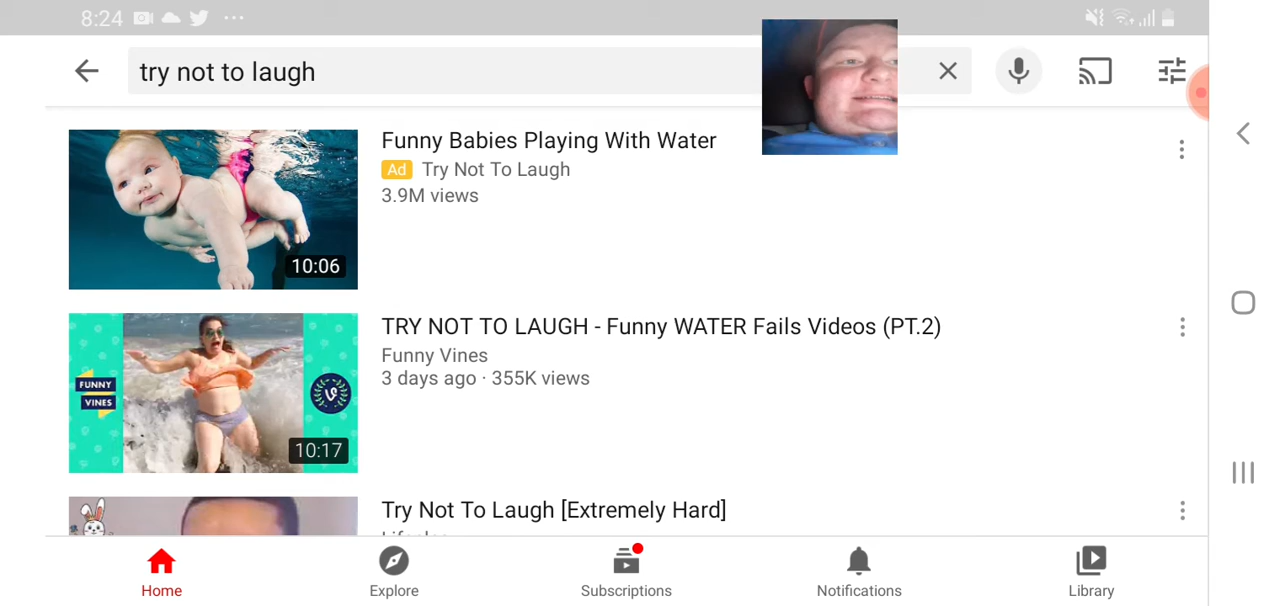 8:24
try not to laugh
Funny Babies Playing With Water
Ad Try Not To Laugh
3.9M views
10:06
TRY NOT TO LAUGH - Funny WATER Fails Videos (PT.2)
Funny Vines
3 days ago · 355K views
FUNNY
VINES
10:17
Try Not To Laugh [Extremely Hard]
Home
Explore
Subscriptions
Notifications
Library